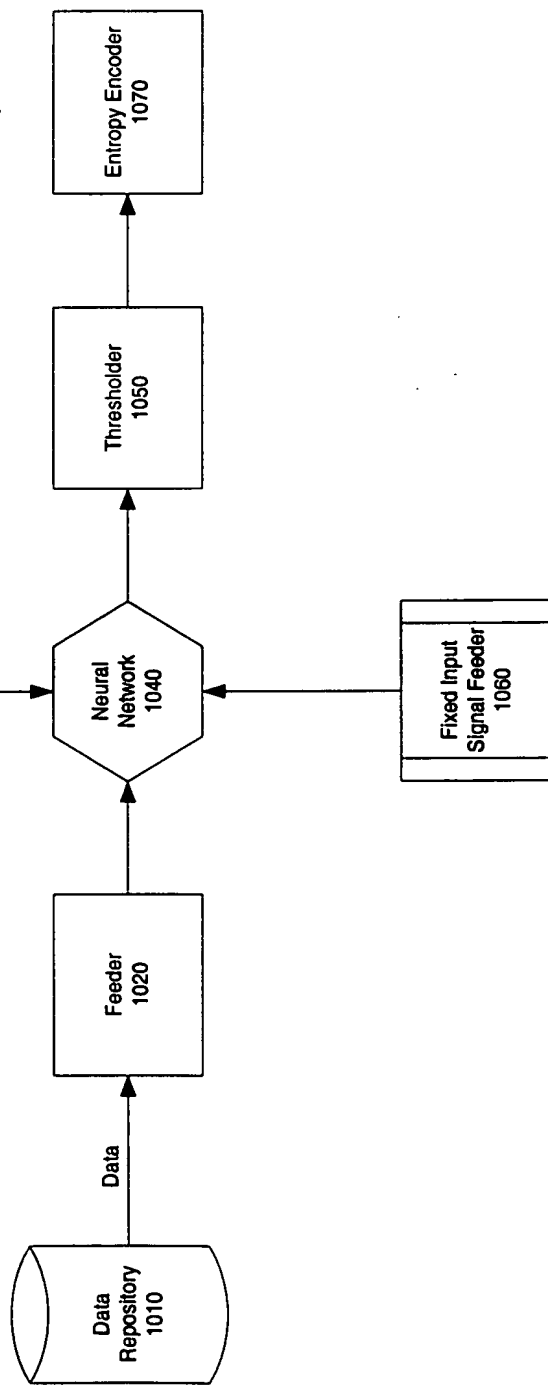 Data
Repository
1010
Data
Feeder
1020
Neural
Network
1040
Fixed Input
Signal Feeder
1060
Thresholder
1050
Entropy Encoder
1070